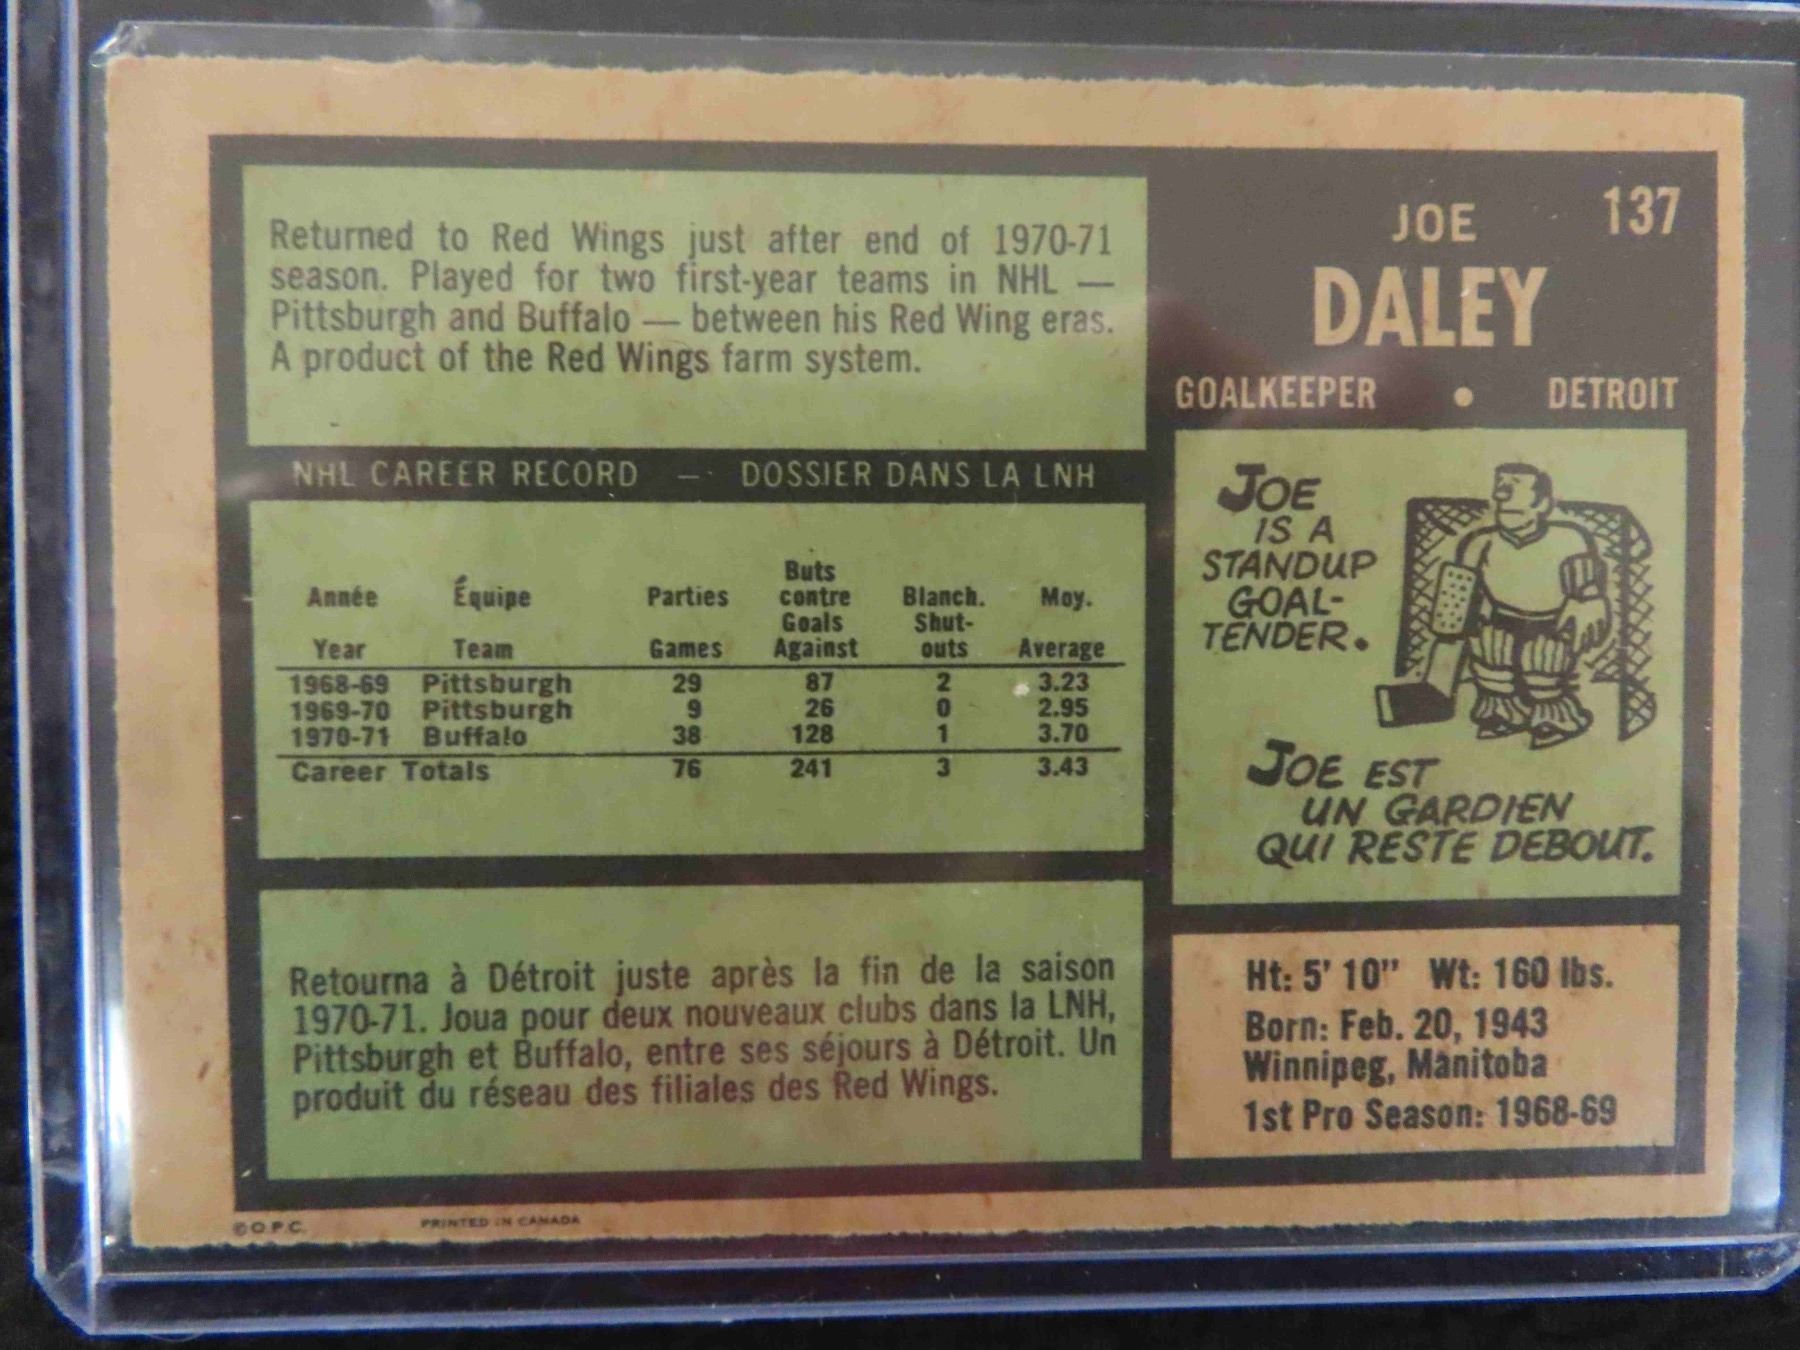 Returned to Red Wings just after end of 1970-71
season. Played for two first-year teams in NHL —
Pittsburgh and Buffalo — between his Red Wing eras.
A product of the Red Wings farm system.
137
JOE
DALEY
GOALKEEPER • DETROIT
NHL CAREER RECORD — DOSSIER DANS LA LNH
Année Équipe Parties Buts contre Blanch. Moy.
Year Team Games Goals Against Shut-outs Average
1968-69 Pittsburgh 29 87 2 3.23
1969-70 Pittsburgh 9 26 0 2.95
1970-71 Buffalo 38 128 1 3.70
Career Totals 76 241 3 3.43
JOE
IS A
STANDUP
GOAL-
TENDER.
JOE EST
UN GARDIEN
QUI RESTE DEBOUT.
Retourna à Détroit juste après la fin de la saison
1970-71. Joua pour deux nouveaux clubs dans la LNH,
Pittsburgh et Buffalo, entre ses séjours à Détroit. Un
produit du réseau des filiales des Red Wings.
Ht: 5' 10" Wt: 160 lbs.
Born: Feb. 20, 1943
Winnipeg, Manitoba
1st Pro Season: 1968-69
©O.P.C. PRINTED IN CANADA